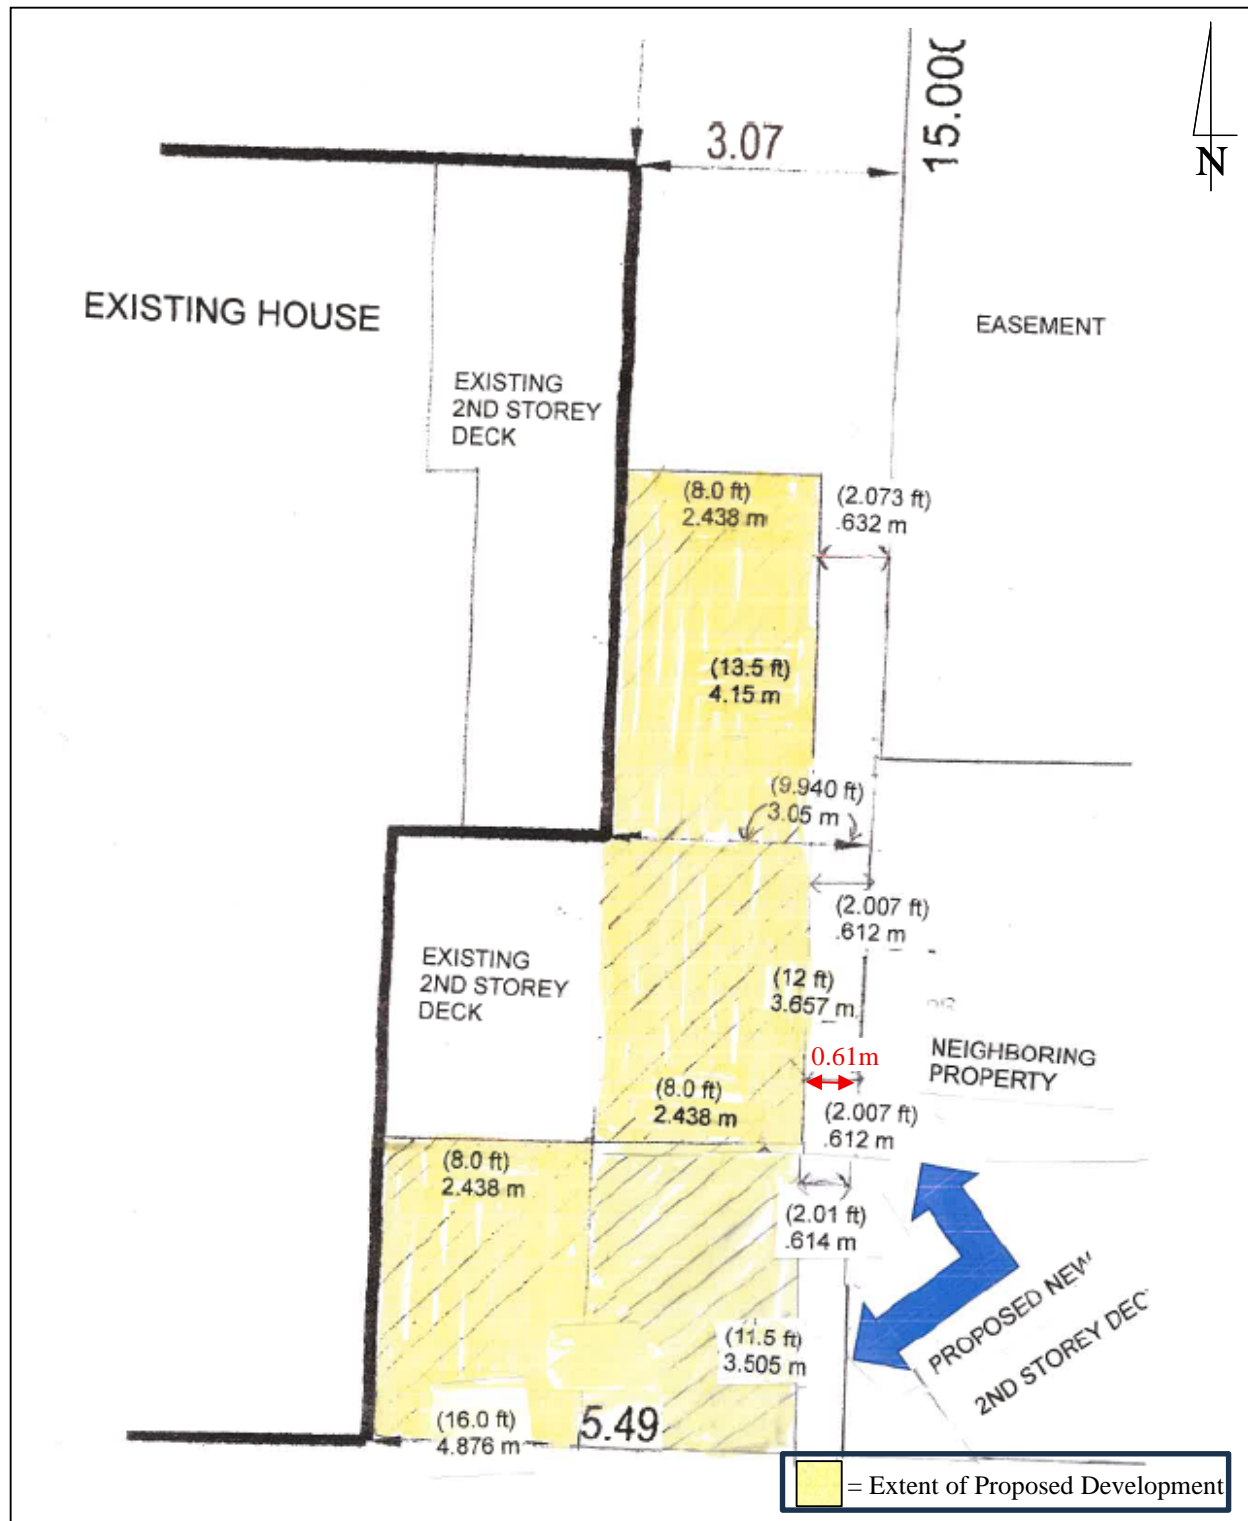 15.00
3.07
N
EXISTING HOUSE
EASEMENT
EXISTING
2ND STOREY
DECK
(8.0 ft)
2.438 m
(2.073 ft)
.632 m
(13.5 ft)
4.15 m
(9.940 ft)
3.05 m
(2.007 ft)
.612 m
EXISTING
2ND STOREY
DECK
(12 ft)
3.657 m
NEIGHBORING
PROPERTY
0.61m
(8.0 ft)
2.438 m
(2.007 ft)
.612 m
(8.0 ft)
2.438 m
(2.01 ft)
.614 m
PROPOSED NEW
2ND STOREY DEC
(11.5 ft)
3.505 m
(16.0 ft)
4.876 m
5.49
= Extent of Proposed Development